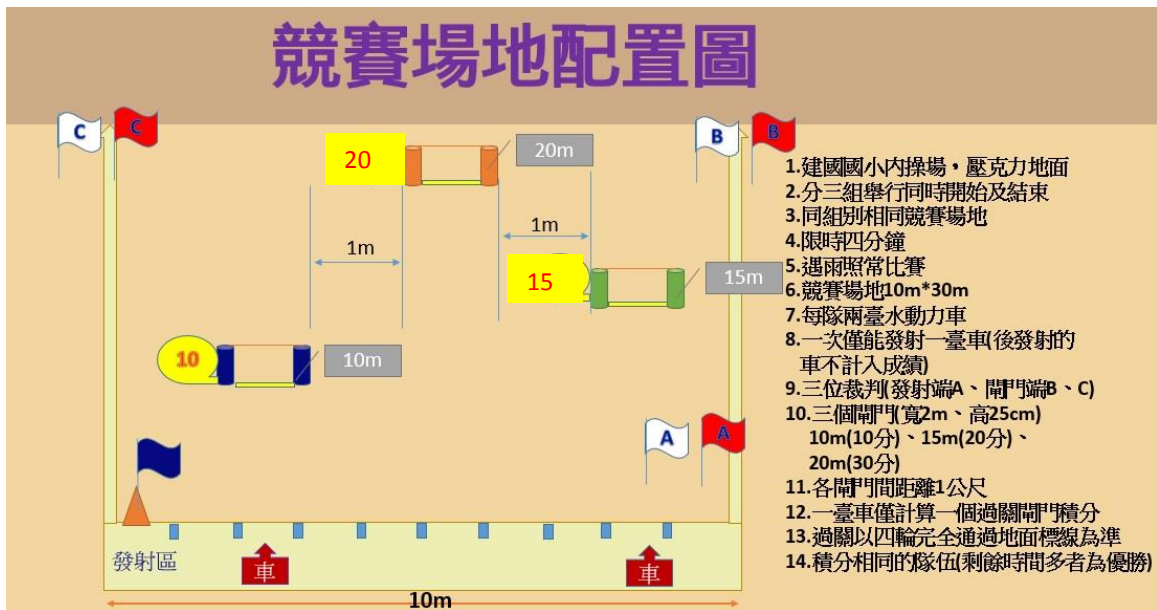 競賽場地配置圖
C
C
B
B
20
20m
1m
1m
15
15m
10
10m
A
A
發射區
車
車
10m
1.建國國小內操場，壓克力地面
2.分三組舉行同時開始及結束
3.同組別相同競賽場地
4.限時四分鐘
5.遇雨照常比賽
6.競賽場地10m*30m
7.每隊兩臺水動力車
8.一次僅能發射一臺車(後發射的
車不計入成績)
9.三位裁判(發射端A、閘門端B、C)
10.三個閘門(寬2m、高25cm)
10m(10分)、15m(20分)、
20m(30分)
11.各閘門間距離1公尺
12.一臺車僅計算一個過關閘門積分
13.過關以四輪完全通過地面標線為準
14.積分相同的隊伍(剩餘時間多者為優勝)